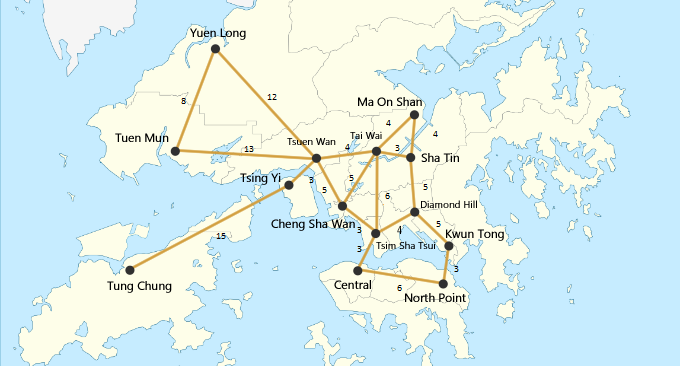 Yuen Long
8
12
Ma On Shan
4
4
Tuen Mun
13
Tsuen Wan
4
Tai Wai
3
Sha Tin
Tsing Yi
3
5
5
5
6
Diamond Hill
Cheng Sha Wan
3
4
5
Kwun Tong
Tsim Sha Tsui
15
3
3
Tung Chung
Central
6
North Point